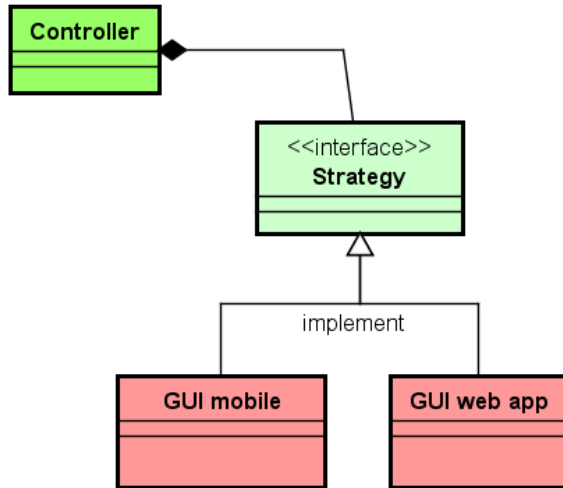 Controller
<<interface>>
Strategy
implement
GUI mobile
GUI web app